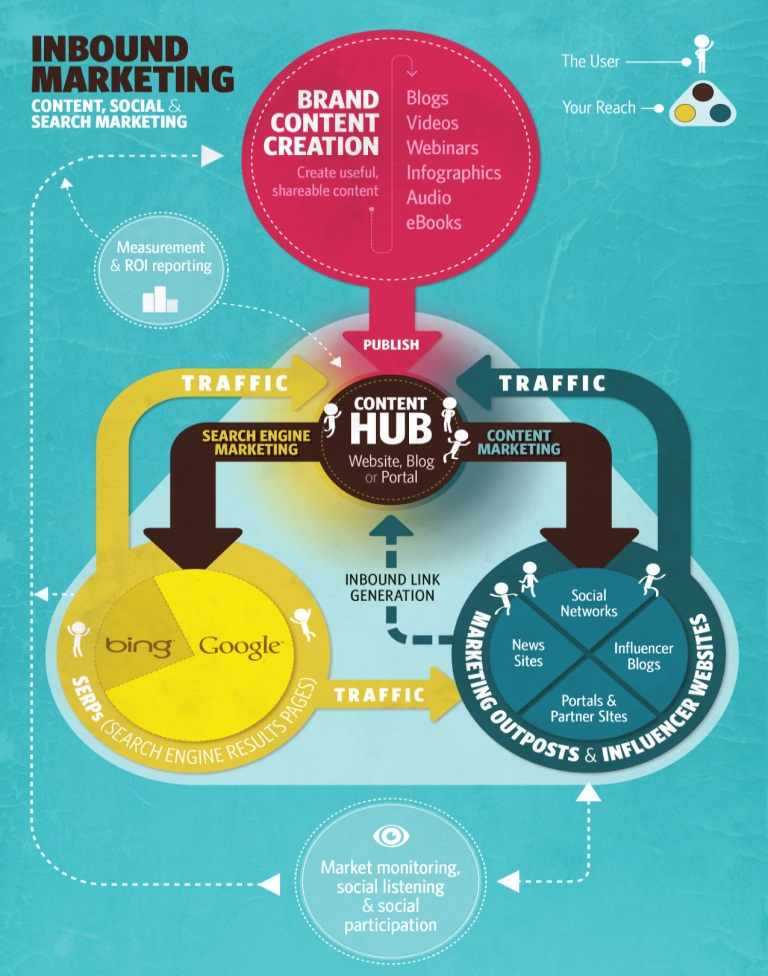 INBOUND
MARKETING
CONTENT, SOCIAL &
SEARCH MARKETING
The User
Your Reach
BRAND
CONTENT
CREATION
Create useful,
shareable content
Blogs
Videos
Webinars
Infographics
Audio
eBooks
Measurement
& ROI reporting
PUBLISH
TRAFFIC
TRAFFIC
CONTENT
HUB
Website, Blog
or Portal
SEARCH ENGINE
MARKETING
CONTENT
MARKETING
INBOUND LINK
GENERATION
bing
Google™
SERPs (SEARCH ENGINE RESULTS PAGES)
TRAFFIC
Social
Networks
News
Sites
Influencer
Blogs
Portals &
Partner SItes
MARKETING OUTPOSTS & INFLUENCER WEBSITES
Market monitoring,
social listening
& social
participation